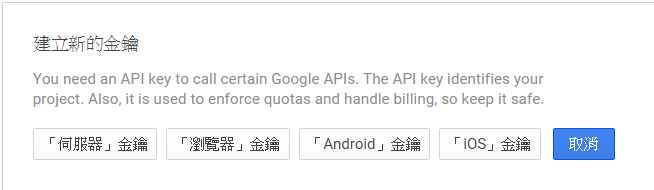 建立新的金鑰
You need an API key to call certain Google APIs. The API key identifies your
project. Also, it is used to enforce quotas and handle billing, so keep it safe.
「伺服器」金鑰 「瀏覽器」金鑰 「Android」金鑰 「iOS」金鑰 取消